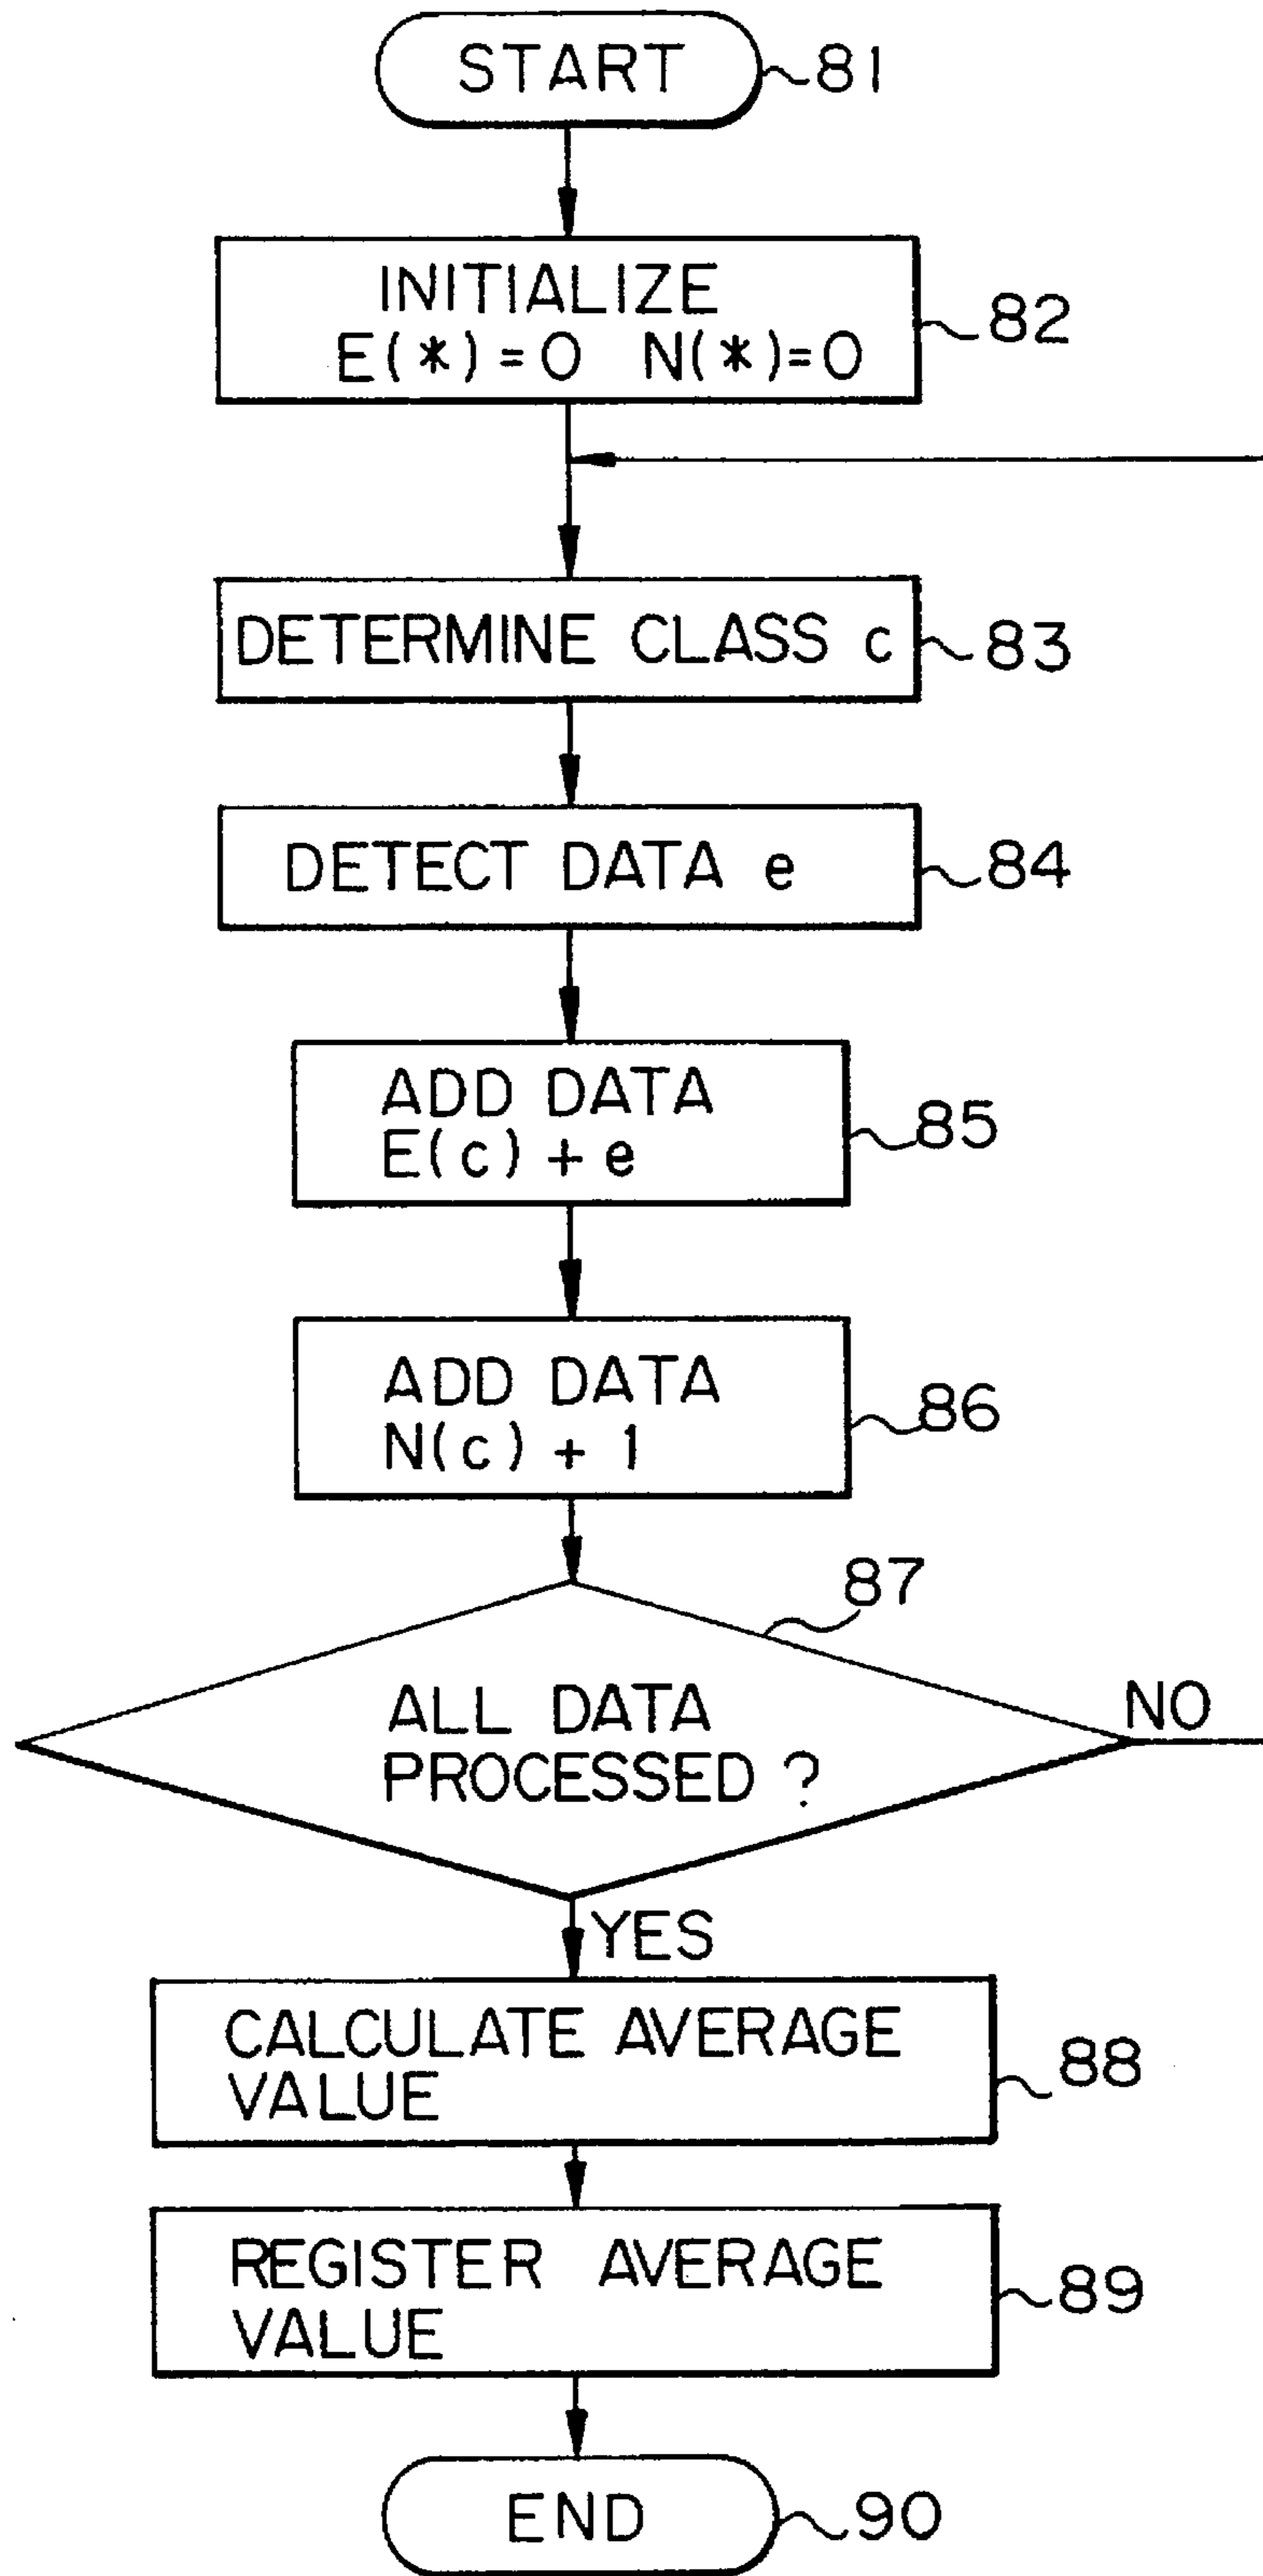 START 81
INITIALIZE
E(*)=0 N(*)=0
82
DETERMINE CLASS c
83
DETECT DATA e
84
ADD DATA
E(c) + e
85
ADD DATA
N(c) + 1
86
87
ALL DATA
PROCESSED ?
NO
YES
CALCULATE AVERAGE
VALUE
88
REGISTER AVERAGE
VALUE
89
END 90